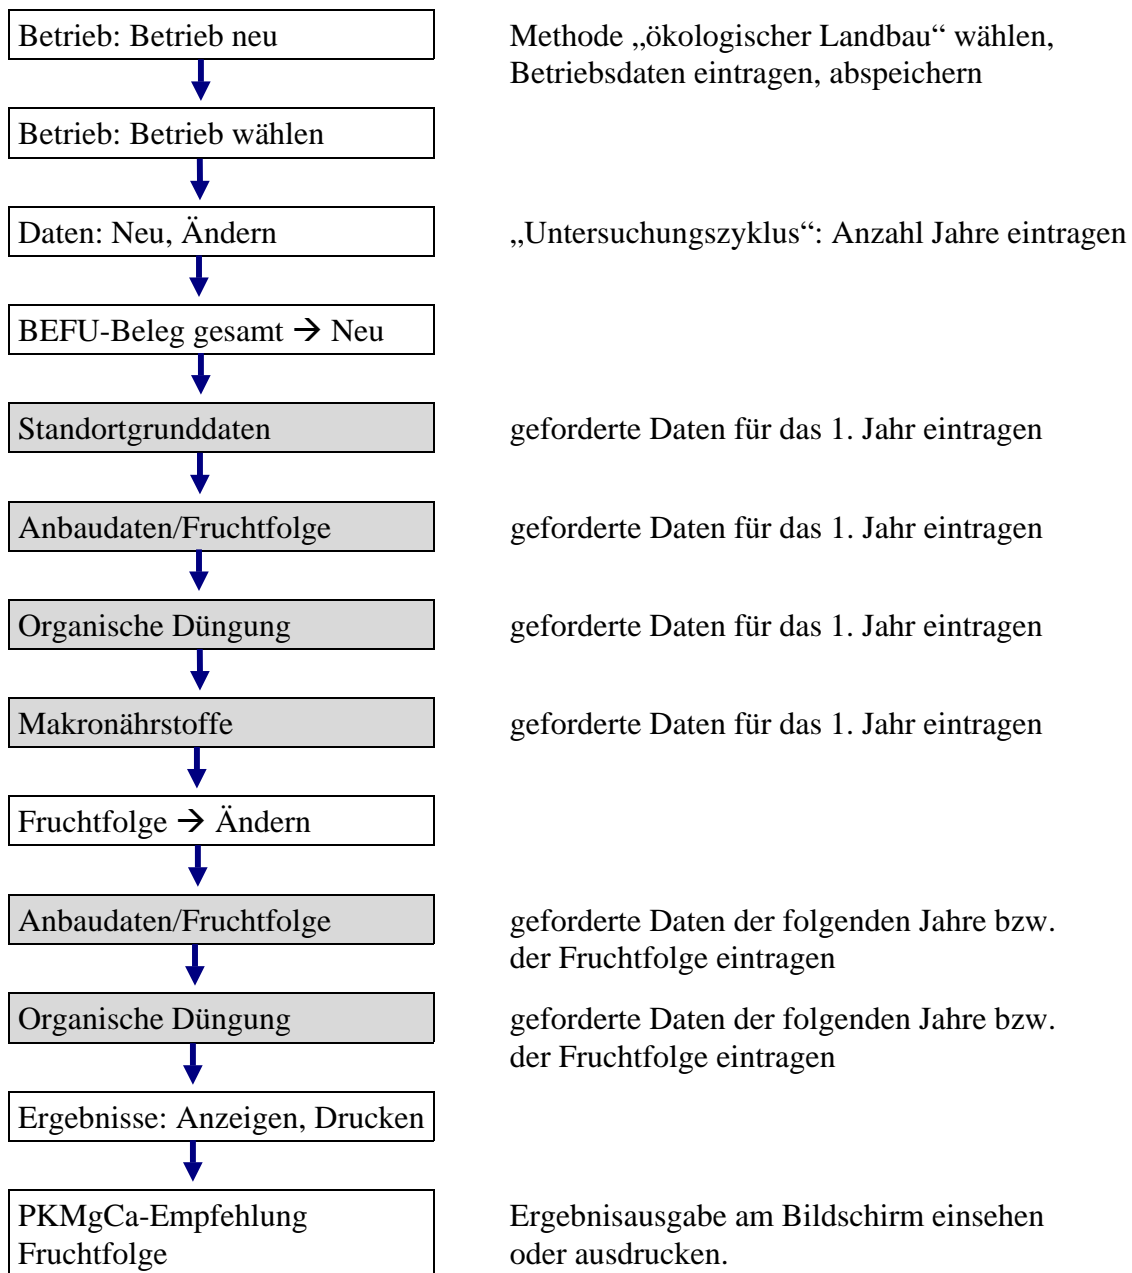 Betrieb: Betrieb neu
Methode „ökologischer Landbau“ wählen,
Betriebsdaten eintragen, abspeichern
Betrieb: Betrieb wählen
Daten: Neu, Ändern
„Untersuchungszyklus“: Anzahl Jahre eintragen
BEFU-Beleg gesamt → Neu
Standortgrunddaten
geforderte Daten für das 1. Jahr eintragen
Anbaudaten/Fruchtfolge
geforderte Daten für das 1. Jahr eintragen
Organische Düngung
geforderte Daten für das 1. Jahr eintragen
Makronährstoffe
geforderte Daten für das 1. Jahr eintragen
Fruchtfolge → Ändern
Anbaudaten/Fruchtfolge
geforderte Daten der folgenden Jahre bzw.
der Fruchtfolge eintragen
Organische Düngung
geforderte Daten der folgenden Jahre bzw.
der Fruchtfolge eintragen
Ergebnisse: Anzeigen, Drucken
PKMgCa-Empfehlung
Fruchtfolge
Ergebnisausgabe am Bildschirm einsehen
oder ausdrucken.